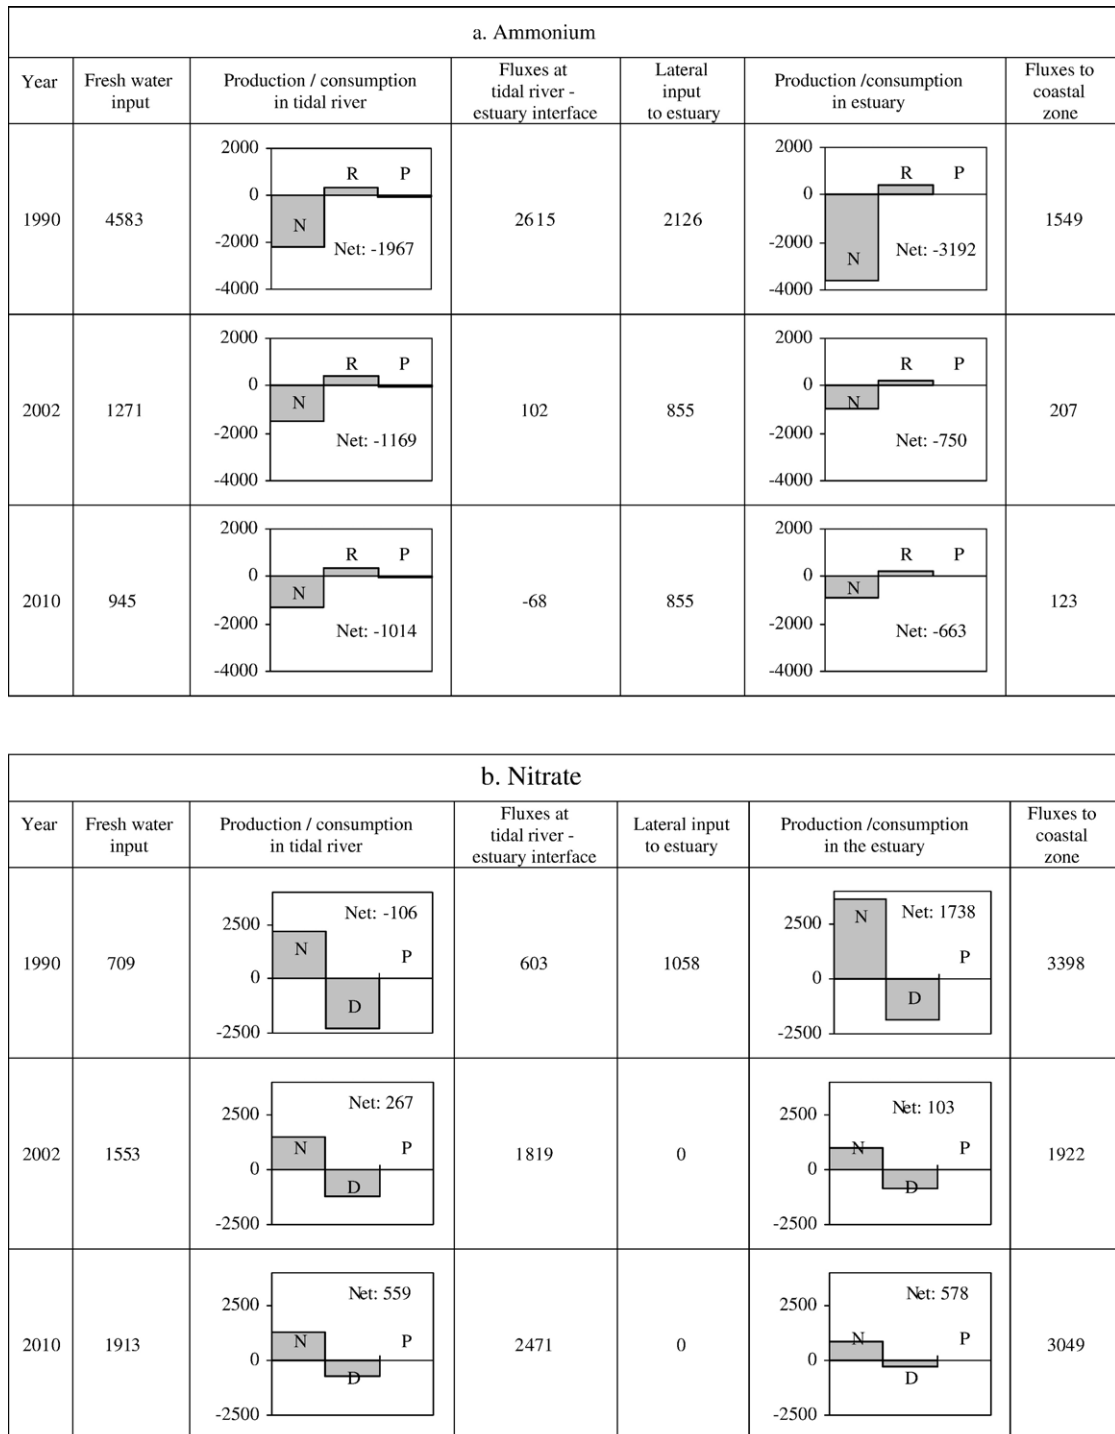 a. Ammonium
Year
Fresh water
input
Production / consumption
in tidal river
Fluxes at
tidal river -
estuary interface
Lateral
input
to estuary
Production /consumption
in estuary
Fluxes to
coastal
zone
1990
4583
2000
0
-2000
-4000
N
R
P
Net: -1967
2615
2126
2000
0
-2000
-4000
N
R
P
Net: -3192
1549
2002
1271
2000
0
-2000
-4000
N
R
P
Net: -1169
102
855
2000
0
-2000
-4000
N
R
P
Net: -750
207
2010
945
2000
0
-2000
-4000
N
R
P
Net: -1014
-68
855
2000
0
-2000
-4000
N
R
P
Net: -663
123
b. Nitrate
Year
Fresh water
input
Production / consumption
in tidal river
Fluxes at
tidal river -
estuary interface
Lateral input
to estuary
Production /consumption
in the estuary
Fluxes to
coastal
zone
1990
709
2500
0
-2500
Net: -106
N
P
D
603
1058
2500
0
-2500
N
Net: 1738
P
D
3398
2002
1553
2500
0
-2500
Net: 267
N
P
D
1819
0
2500
0
-2500
Net: 103
N
P
D
1922
2010
1913
2500
0
-2500
Net: 559
N
P
D
2471
0
2500
0
-2500
Net: 578
N
P
D
3049